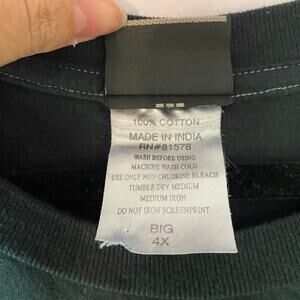 100% COTTON
MADE IN INDIA
RN#81578
WASH BEFORE USING
MACHINE WASH COLD
USE ONLY NON CHLORINE BLEACH
TUMBLE DRY MEDIUM
MEDIUM IRON
DO NOT IRON SCREENPRINT
BIG
4X